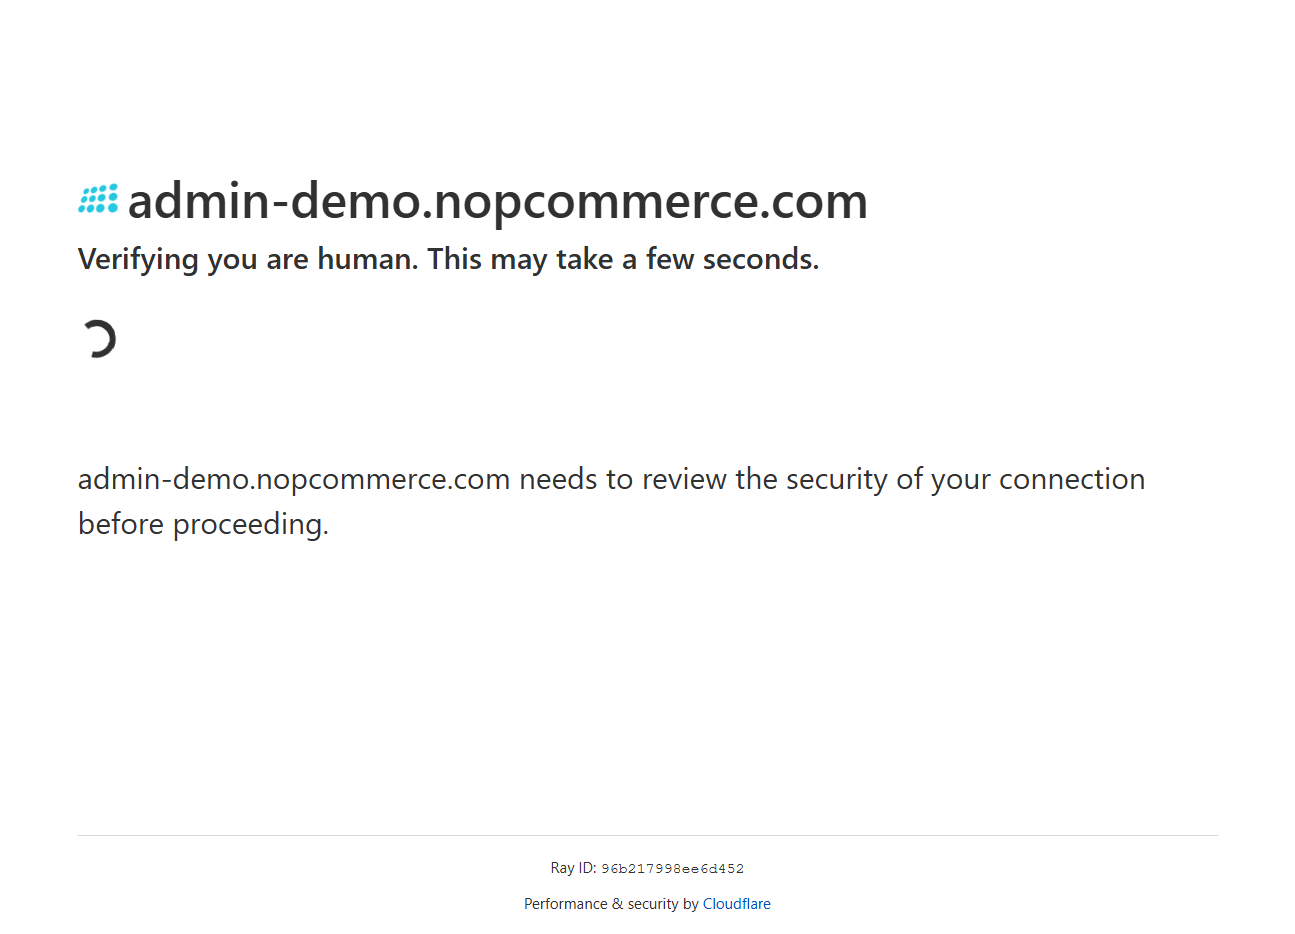 admin-demo.nopcommerce.com
Verifying you are human. This may take a few seconds.
admin-demo.nopcommerce.com needs to review the security of your connection
before proceeding.
Ray ID: 96b217998ee6d452
Performance & security by Cloudflare